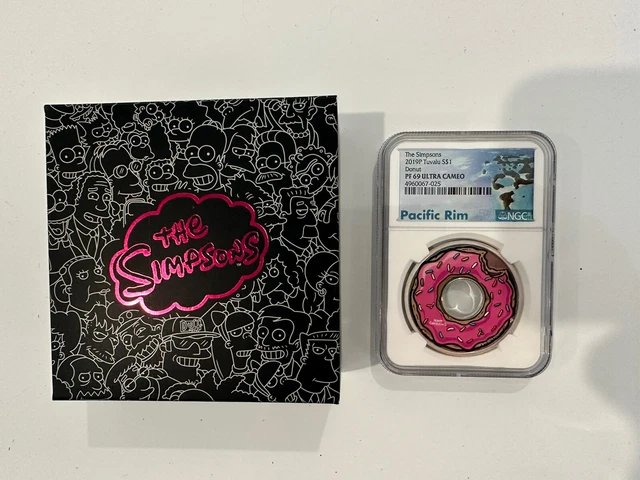 THE
SIMPSONS
The Simpsons
2019P Tuvalu S$1
Donut
PF 69 ULTRA CAMEO
4960067-025
Pacific Rim
NGC